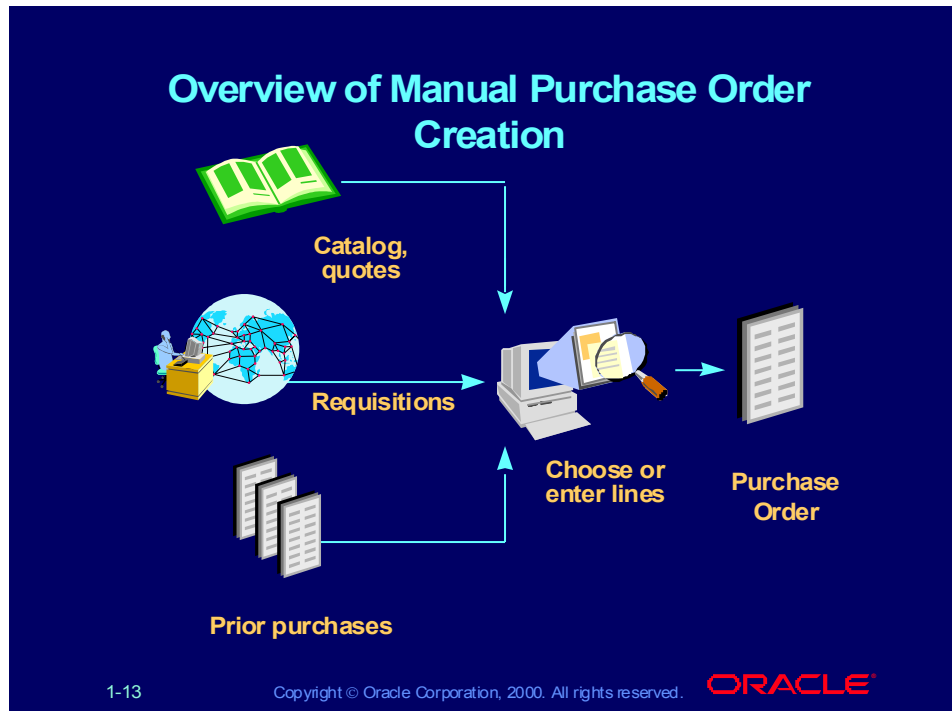 Overview of Manual Purchase Order
Creation
Catalog,
quotes
Requisitions
Choose or
enter lines
Purchase
Order
Prior purchases
1-13
Copyright © Oracle Corporation, 2000. All rights reserved.
ORACLE®